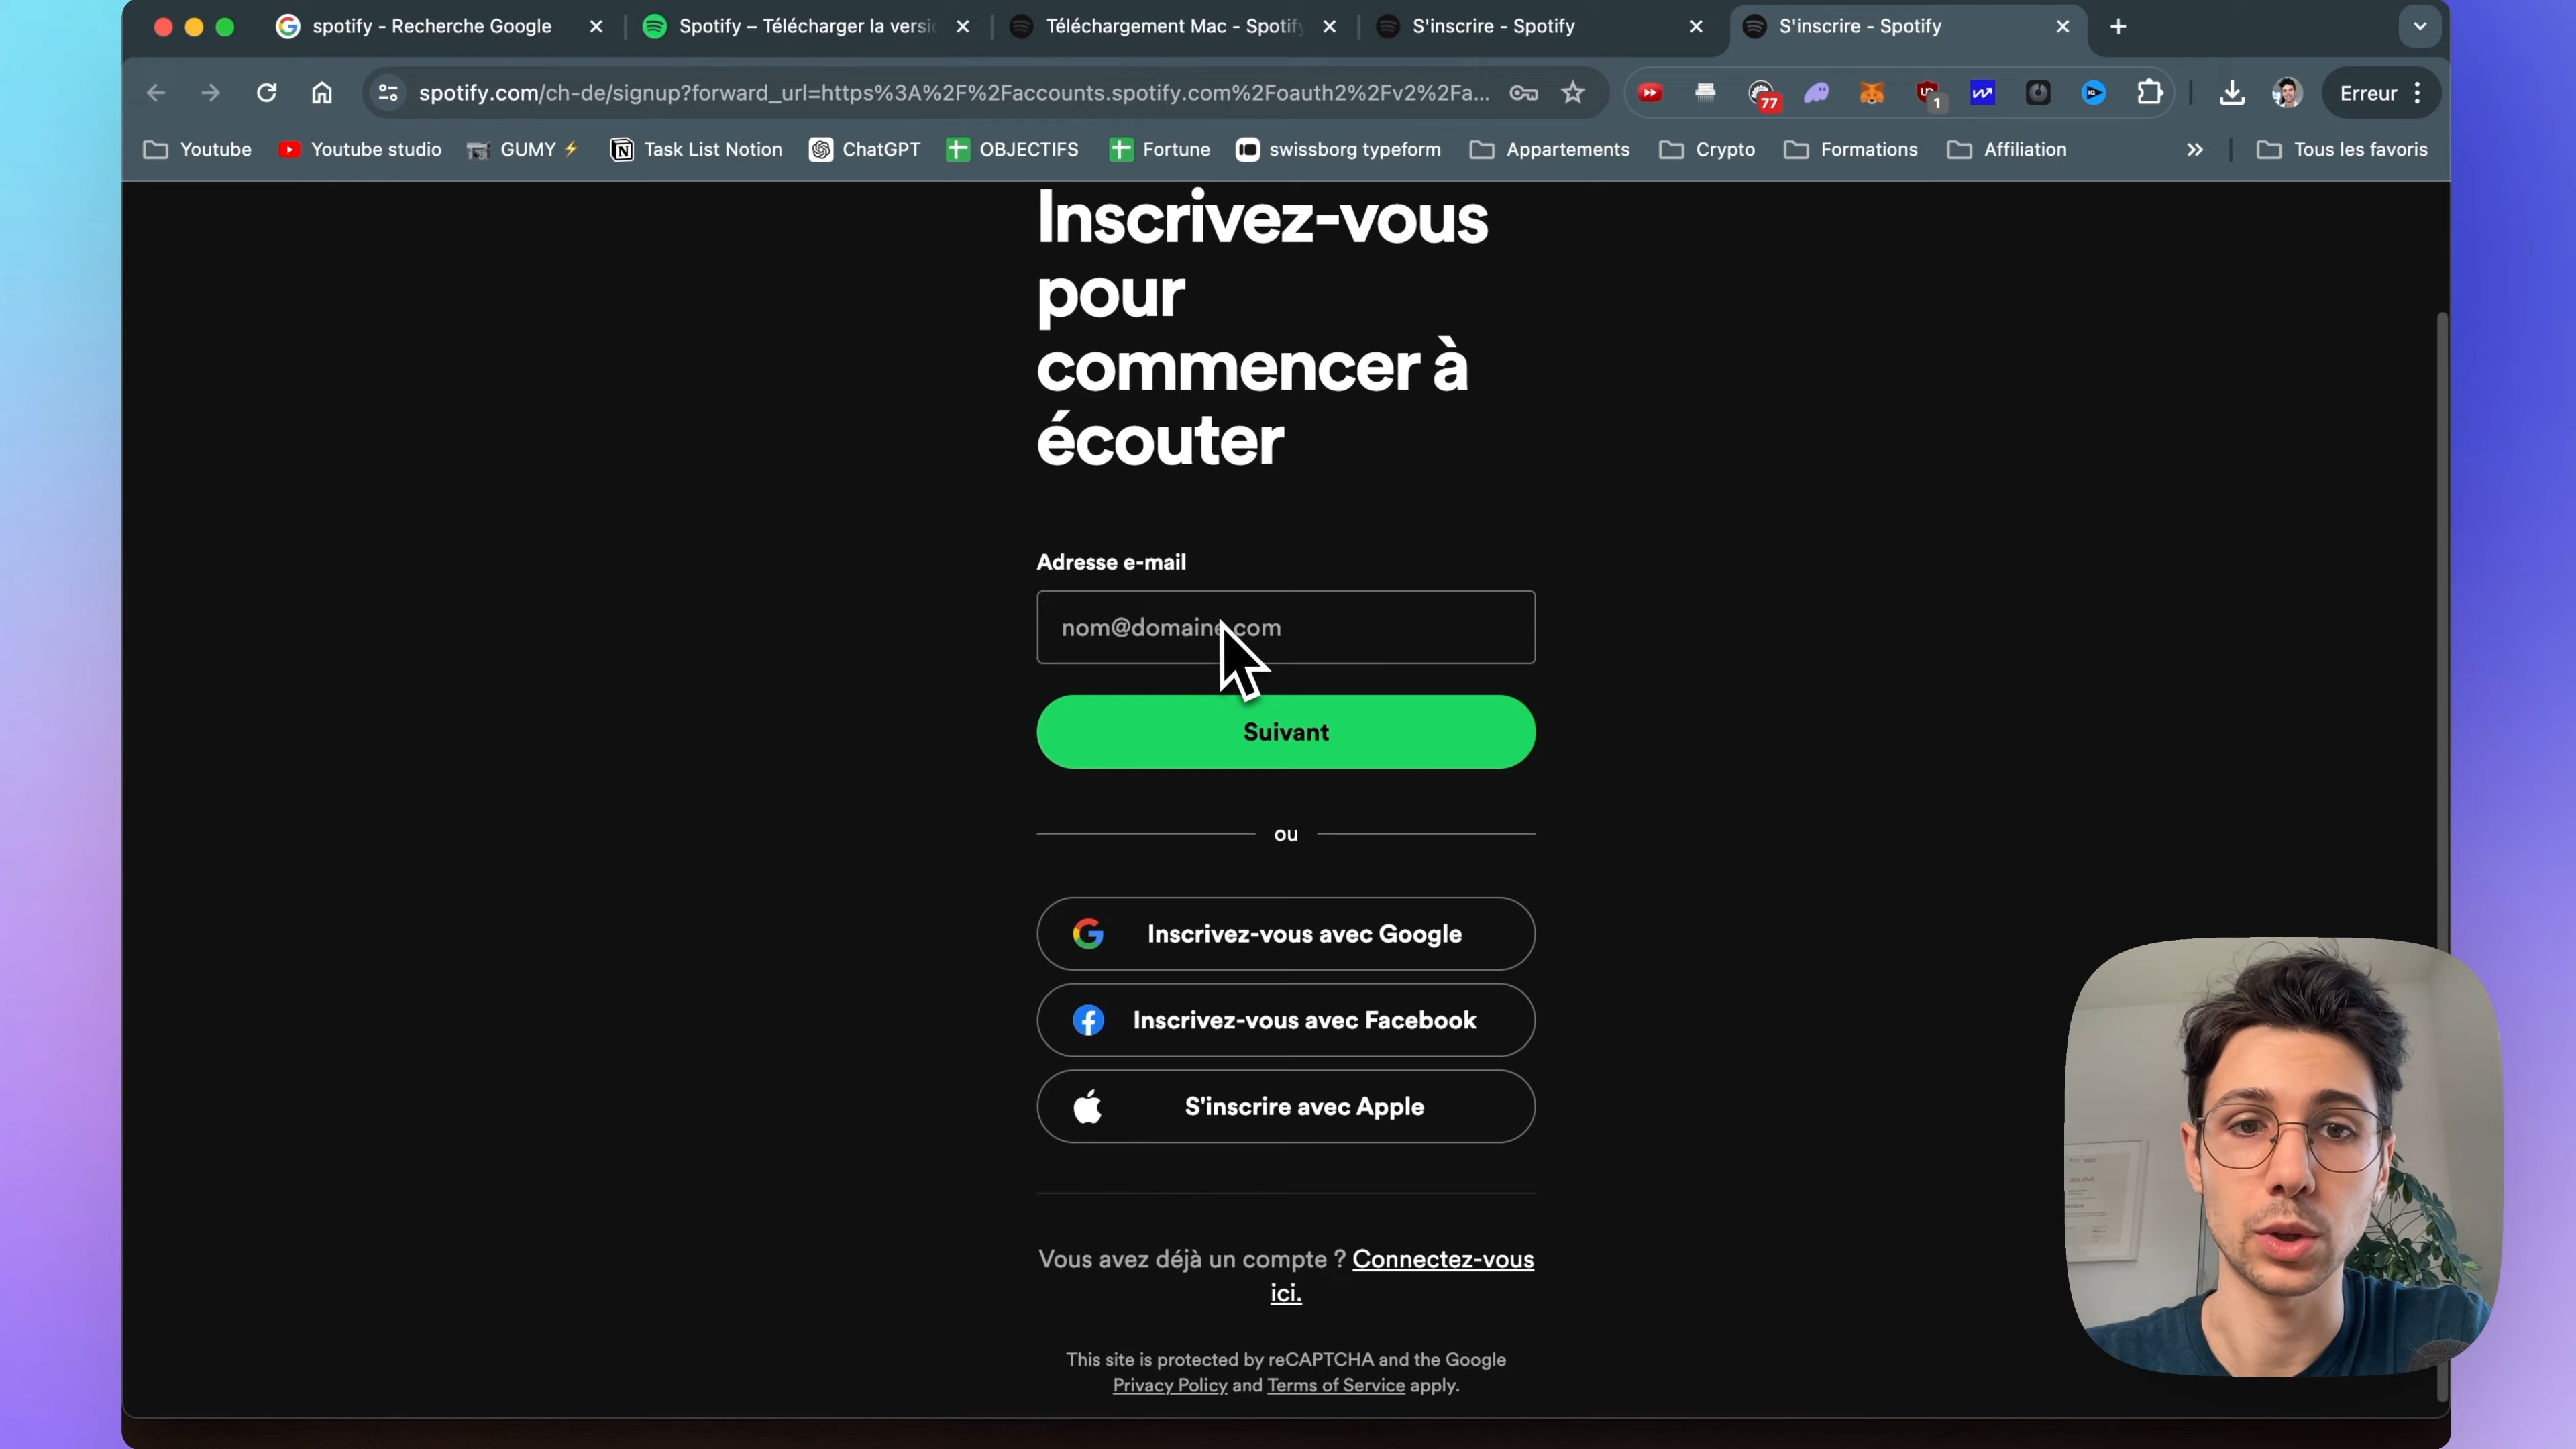 spotify - Recherche Google
Spotify – Télécharger la versi
Téléchargement Mac - Spotify
S'inscrire - Spotify
S'inscrire - Spotify
spotify.com/ch-de/signup?forward_url=https%3A%2F%2Faccounts.spotify.com%2Foauth2%2Fv2%2Fa...
77
1
Erreur
Youtube
Youtube studio
GUMY⚡
Task List Notion
ChatGPT
OBJECTIFS
Fortune
swissborg typeform
Appartements
Crypto
Formations
Affiliation
Tous les favoris
Inscrivez-vous
pour
commencer à
écouter
Adresse e-mail
nom@domaine.com
Suivant
ou
Inscrivez-vous avec Google
Inscrivez-vous avec Facebook
S'inscrire avec Apple
Vous avez déjà un compte ? Connectez-vous
ici.
This site is protected by reCAPTCHA and the Google
Privacy Policy and Terms of Service apply.